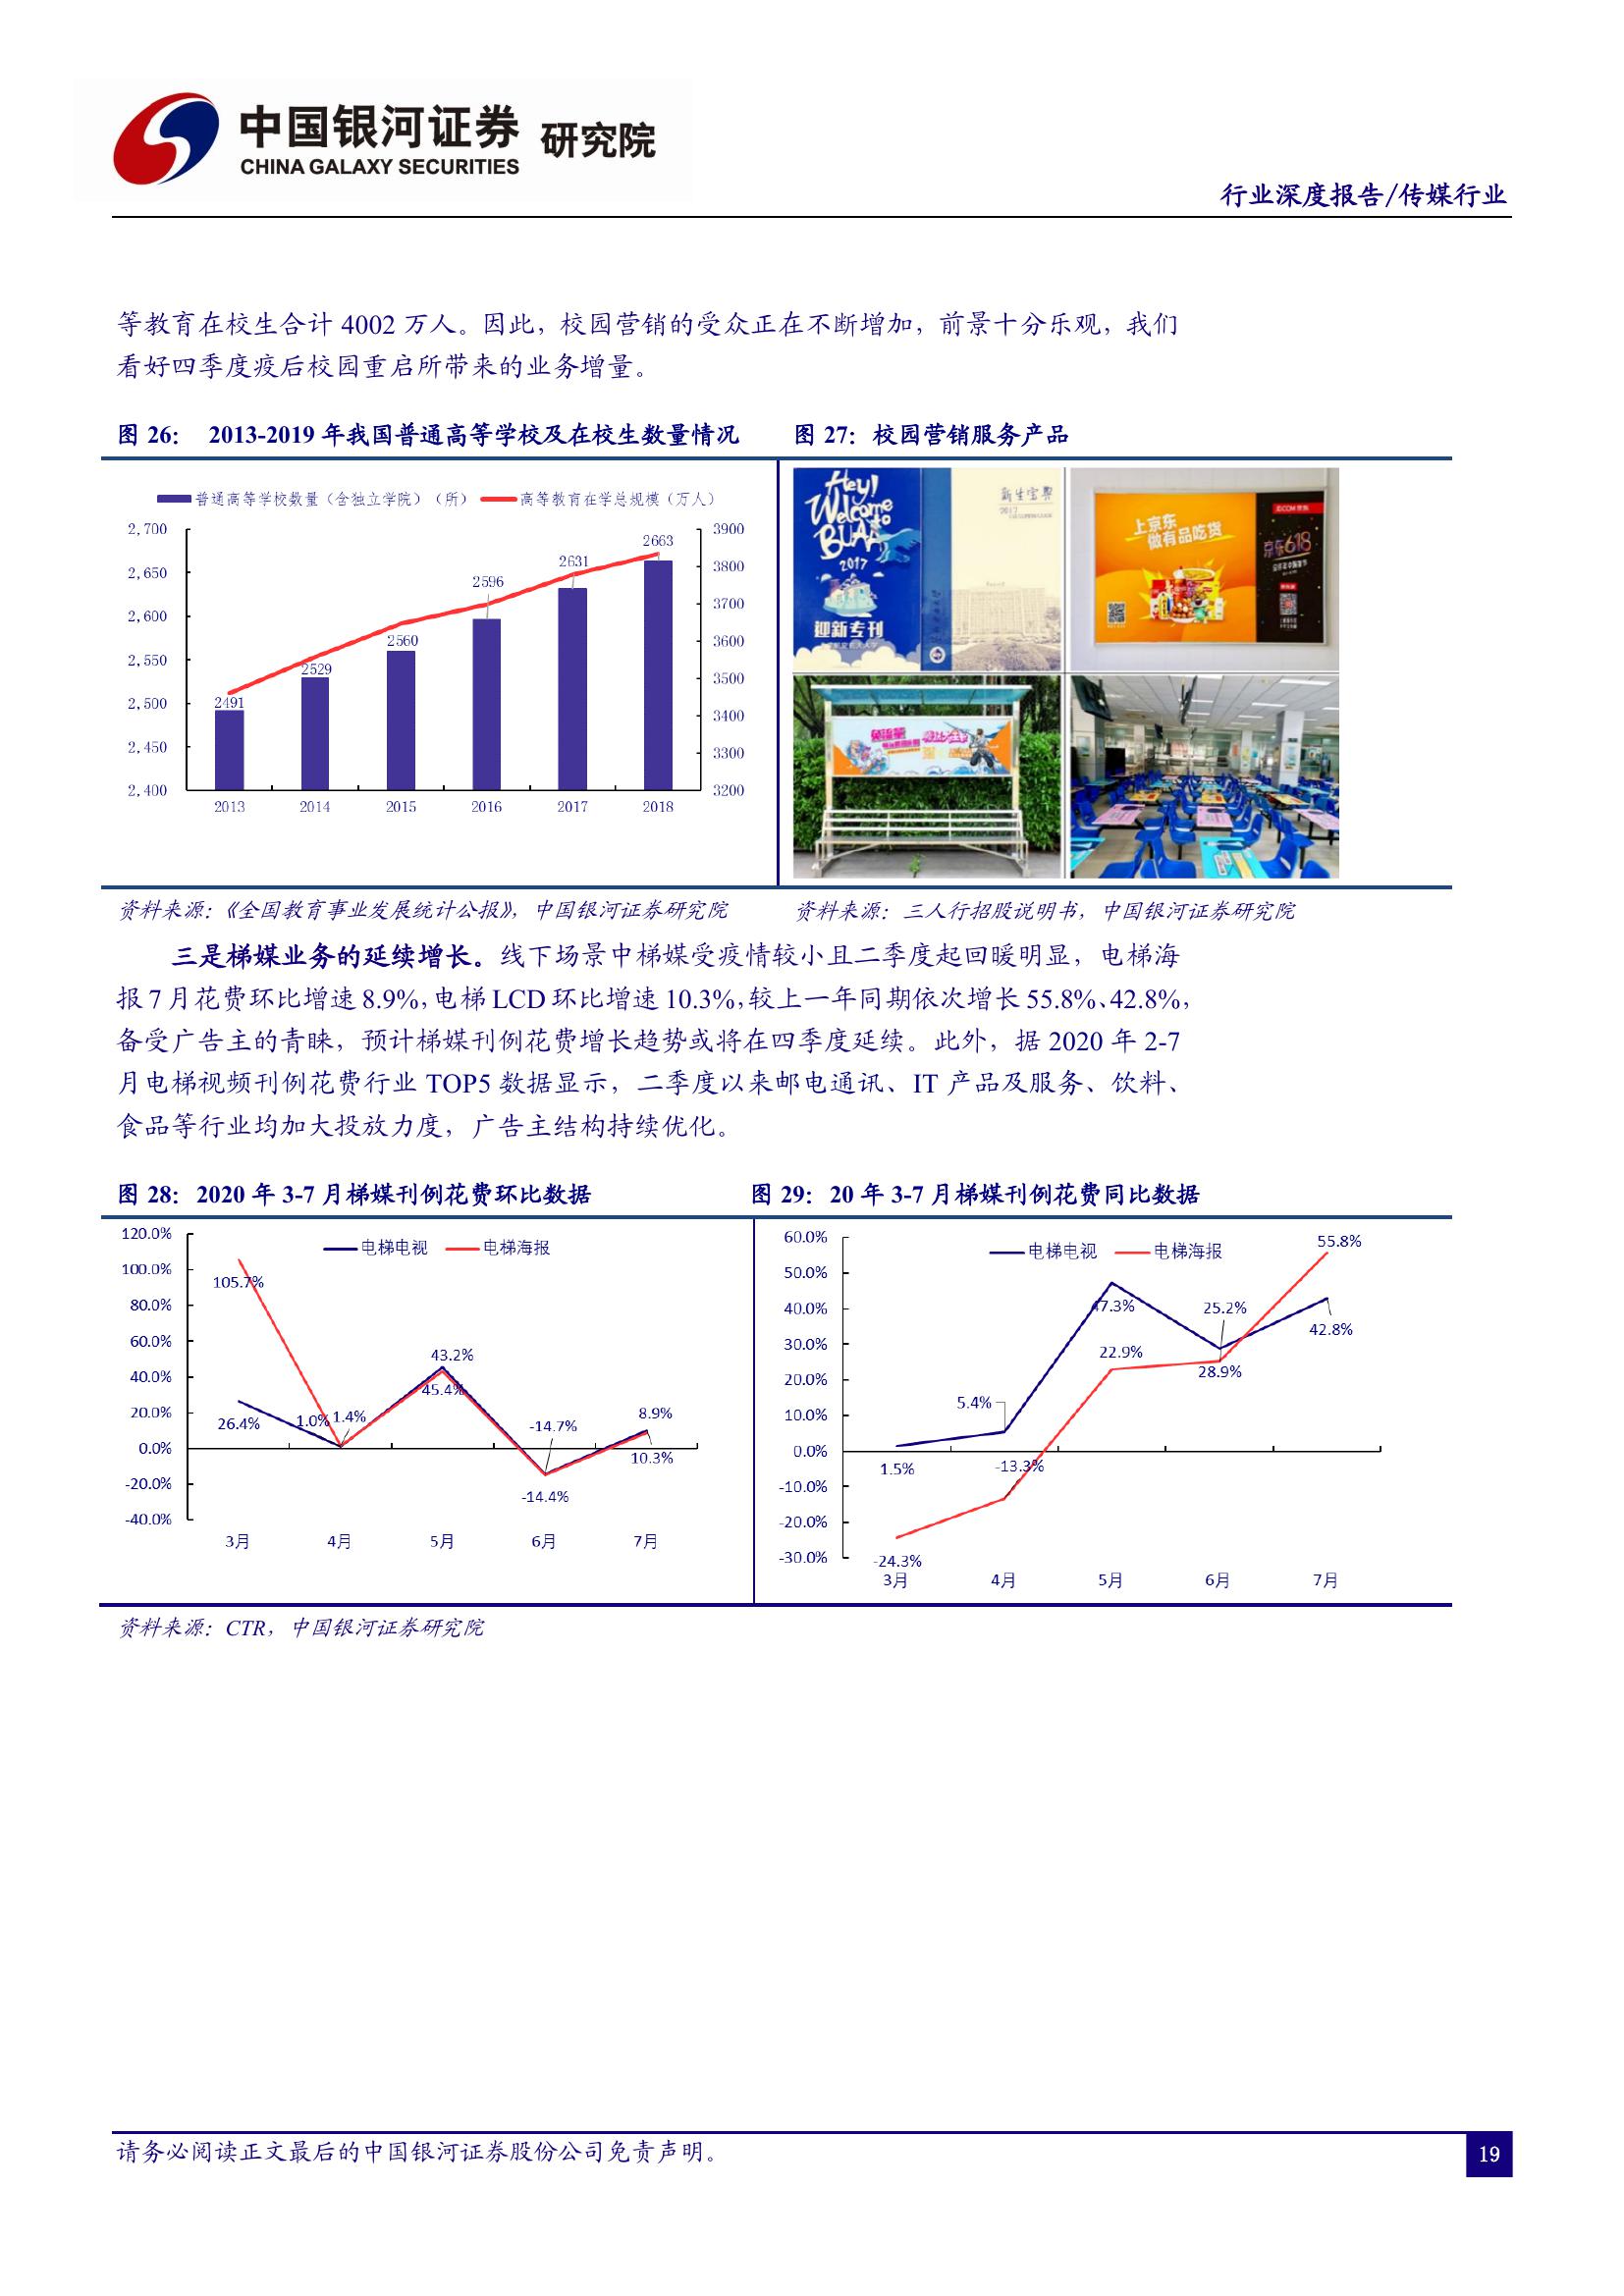 中国银河证券 研究院
CHINA GALAXY SECURITIES
行业深度报告/传媒行业
等教育在校生合计 4002 万人。因此，校园营销的受众正在不断增加，前景十分乐观，我们
看好四季度疫后校园重启所带来的业务增量。
图 26： 2013-2019 年我国普通高等学校及在校生数量情况
普通高等学校数量（含独立学院）（所） 高等教育在学总规模（万人）
2,700
2,650
2,600
2,550
2,500
2,450
2,400
2491
2529
2560
2596
2631
2663
3900
3800
3700
3600
3500
3400
3300
3200
2013 2014 2015 2016 2017 2018
图 27：校园营销服务产品
Hey!
Welcome
to
BUAA
2017
迎新专刊
新生宝典
2017
上京东
做有品吃货
京东618
资料来源：《全国教育事业发展统计公报》，中国银河证券研究院
资料来源：三人行招股说明书，中国银河证券研究院
三是梯媒业务的延续增长。线下场景中梯媒受疫情较小且二季度起回暖明显，电梯海
报 7 月花费环比增速 8.9%，电梯 LCD 环比增速 10.3%，较上一年同期依次增长 55.8%、42.8%，
备受广告主的青睐，预计梯媒刊例花费增长趋势或将在四季度延续。此外，据 2020 年 2-7
月电梯视频刊例花费行业 TOP5 数据显示，二季度以来邮电通讯、IT 产品及服务、饮料、
食品等行业均加大投放力度，广告主结构持续优化。
图 28：2020 年 3-7 月梯媒刊例花费环比数据
电梯电视 电梯海报
120.0%
100.0%
80.0%
60.0%
40.0%
20.0%
0.0%
-20.0%
-40.0%
105.7%
26.4%
1.0%
1.4%
43.2%
45.4%
-14.7%
-14.4%
8.9%
10.3%
3月 4月 5月 6月 7月
图 29：20 年 3-7 月梯媒刊例花费同比数据
电梯电视 电梯海报
60.0%
50.0%
40.0%
30.0%
20.0%
10.0%
0.0%
-10.0%
-20.0%
-30.0%
1.5%
-24.3%
5.4%
-13.3%
47.3%
22.9%
25.2%
28.9%
55.8%
42.8%
3月 4月 5月 6月 7月
资料来源：CTR，中国银河证券研究院
请务必阅读正文最后的中国银河证券股份公司免责声明。
19